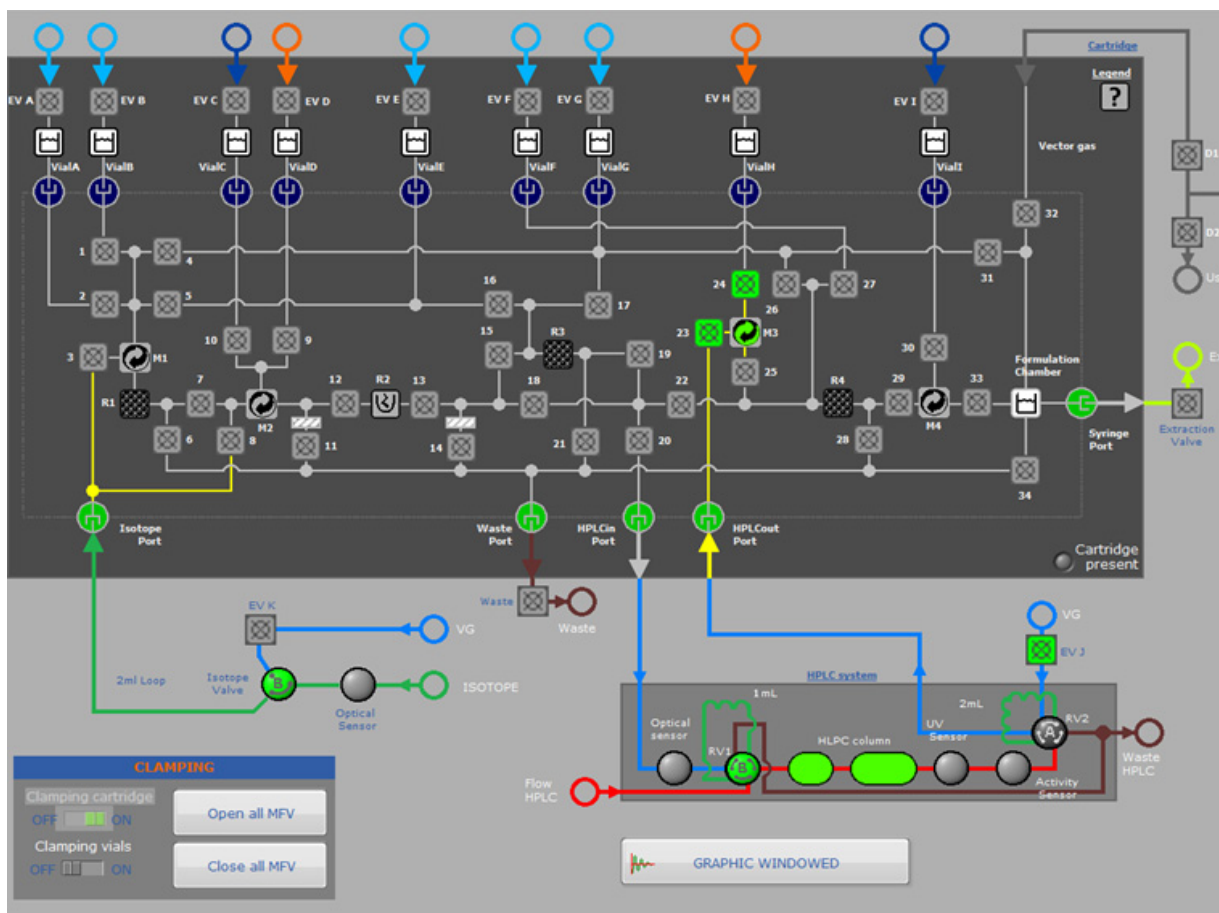 Cartridge
Legend
?
EV A
EV B
EV C
EV D
EV E
EV F
EV G
EV H
EV I
VialA
VialB
VialC
VialD
VialE
VialF
VialG
VialH
VialI
Vector gas
D1
D2
32
1
4
31
Us
2
5
16
17
24
26
27
15
R3
23
M3
10
9
3
M1
19
30
Formulation
Chamber
25
7
12
R2
13
18
22
R4
29
33
R1
M2
M4
6
8
11
14
21
20
28
34
Syringe
Port
Ex
Extraction
Valve
Isotope
Port
Waste
Port
HPLCin
Port
HPLCout
Port
Cartridge
present
EV K
VG
Waste
Waste
VG
EV J
2ml Loop
Isotope
Valve
B
ISOTOPE
Optical
Sensor
HPLC system
1mL
2mL
Optical
sensor
RV1
B
HLPC column
UV
Sensor
RV2
A
Waste
HPLC
Activity
Sensor
Flow
HPLC
CLAMPING
Clamping cartridge
OFF ON
Open all MFV
Clamping vials
OFF ON
Close all MFV
GRAPHIC WINDOWED